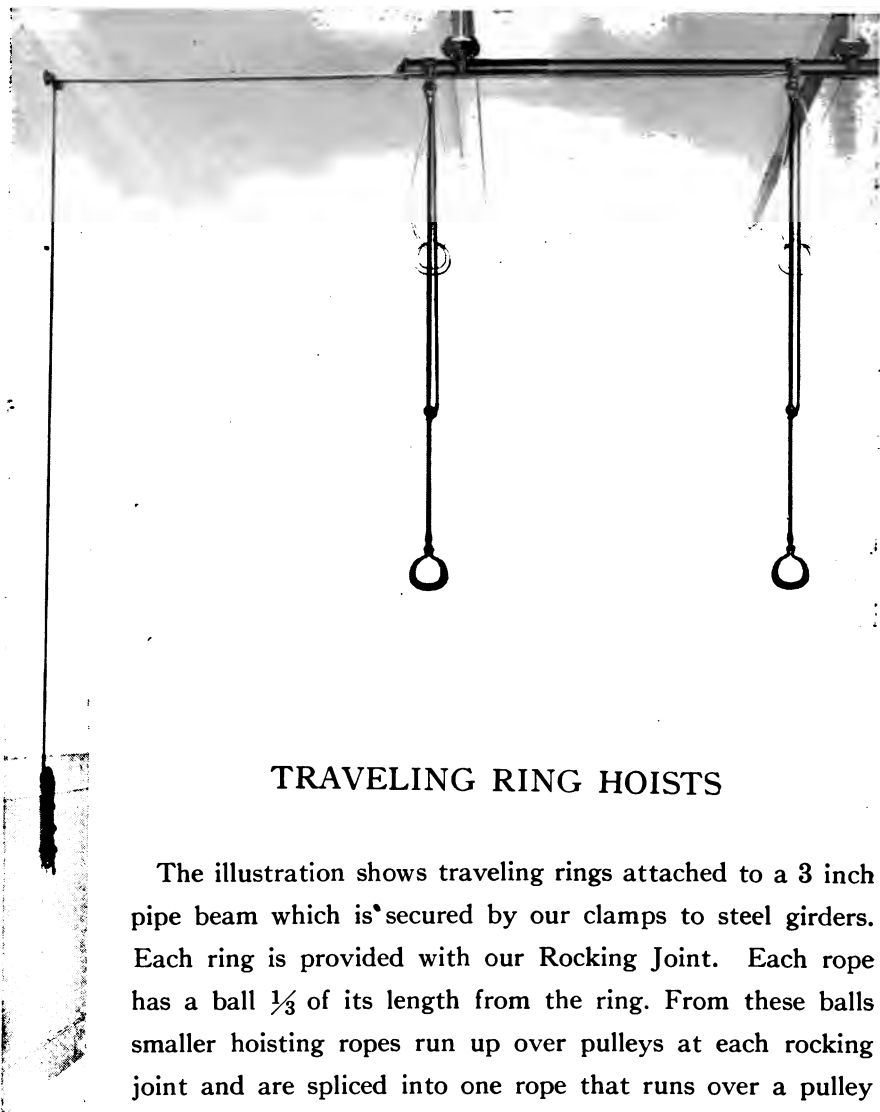 TRAVELING RING HOISTS
The illustration shows traveling rings attached to a 3 inch
pipe beam which is secured by our clamps to steel girders.
Each ring is provided with our Rocking Joint. Each rope
has a ball ⅓ of its length from the ring. From these balls
smaller hoisting ropes run up over pulleys at each rocking
joint and are spliced into one rope that runs over a pulley